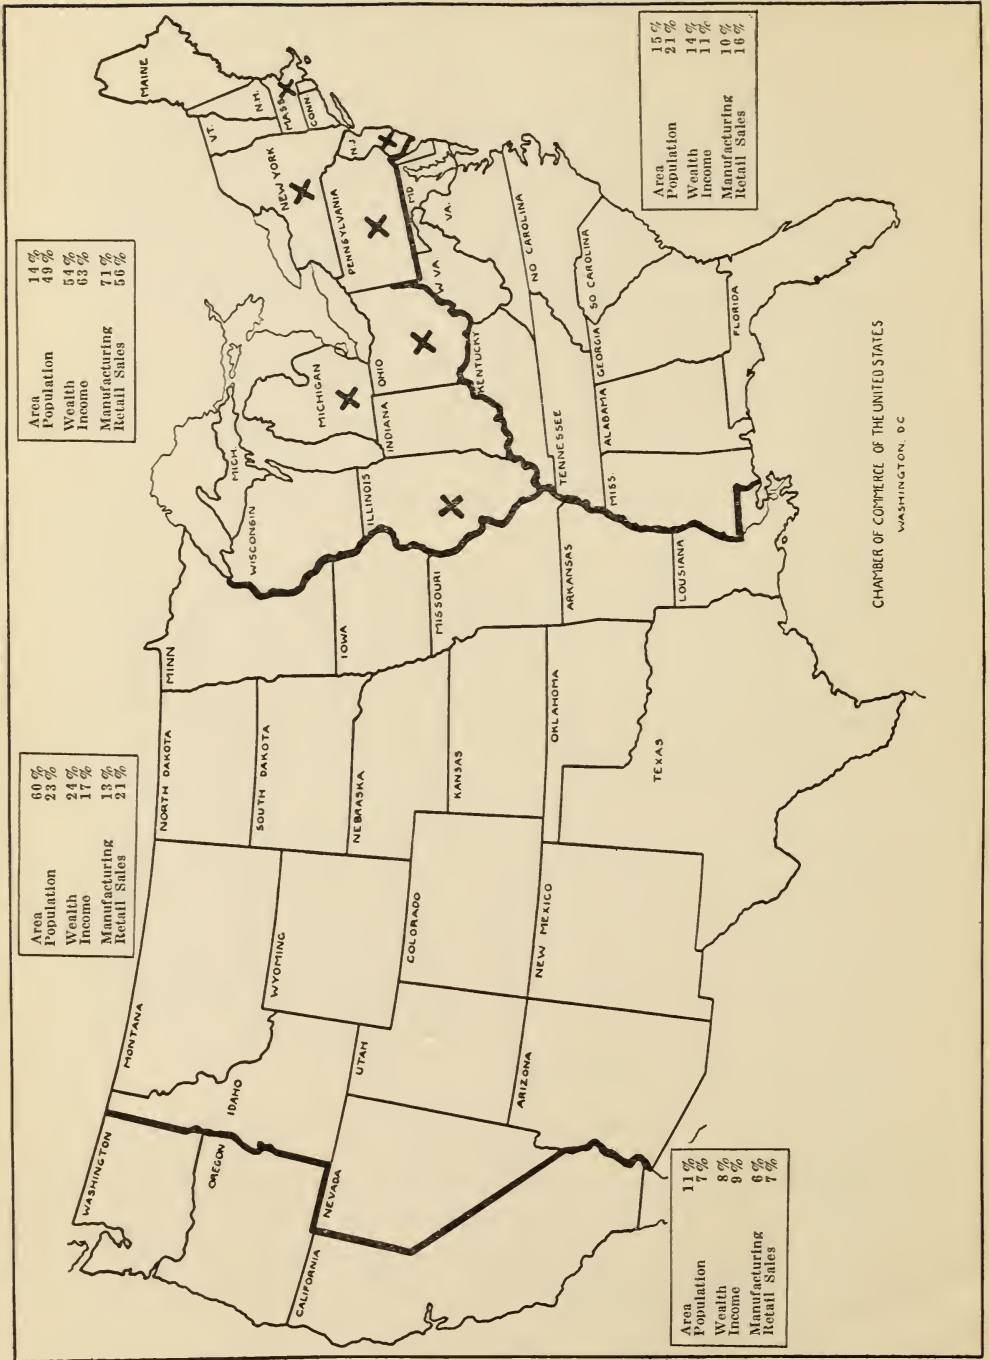 Area 60%
Population 23%
Wealth 24%
Income 17%
Manufacturing 13%
Retail Sales 21%
Area 14%
Population 49%
Wealth 54%
Income 63%
Manufacturing 71%
Retail Sales 56%
WASHINGTON
OREGON
CALIFORNIA
NEVADA
IDAHO
MONTANA
WYOMING
UTAH
COLORADO
ARIZONA
NEW MEXICO
NORTH DAKOTA
SOUTH DAKOTA
NEBRASKA
KANSAS
OKLAHOMA
TEXAS
MINN
IOWA
MISSOURI
ARKANSAS
LOUSIANA
WISCONSIN
MICH.
ILLINOIS
MICHIGAN
INDIANA
OHIO
KENTUCKY
TENNESSEE
MISS.
ALABAMA
GEORGIA
FLORIDA
SO CAROLINA
NO CAROLINA
W VA
VA.
MD
PENNSYLVANIA
N.J.
NEW YORK
CONN
MASS
VT.
N.H.
MAINE
Area 11%
Population 7%
Wealth 8%
Income 9%
Manufacturing 6%
Retail Sales 7%
CHAMBER OF COMMERCE OF THE UNITED STATES
WASHINGTON, DC
Area 15%
Population 21%
Wealth 14%
Income 11%
Manufacturing 10%
Retail Sales 16%